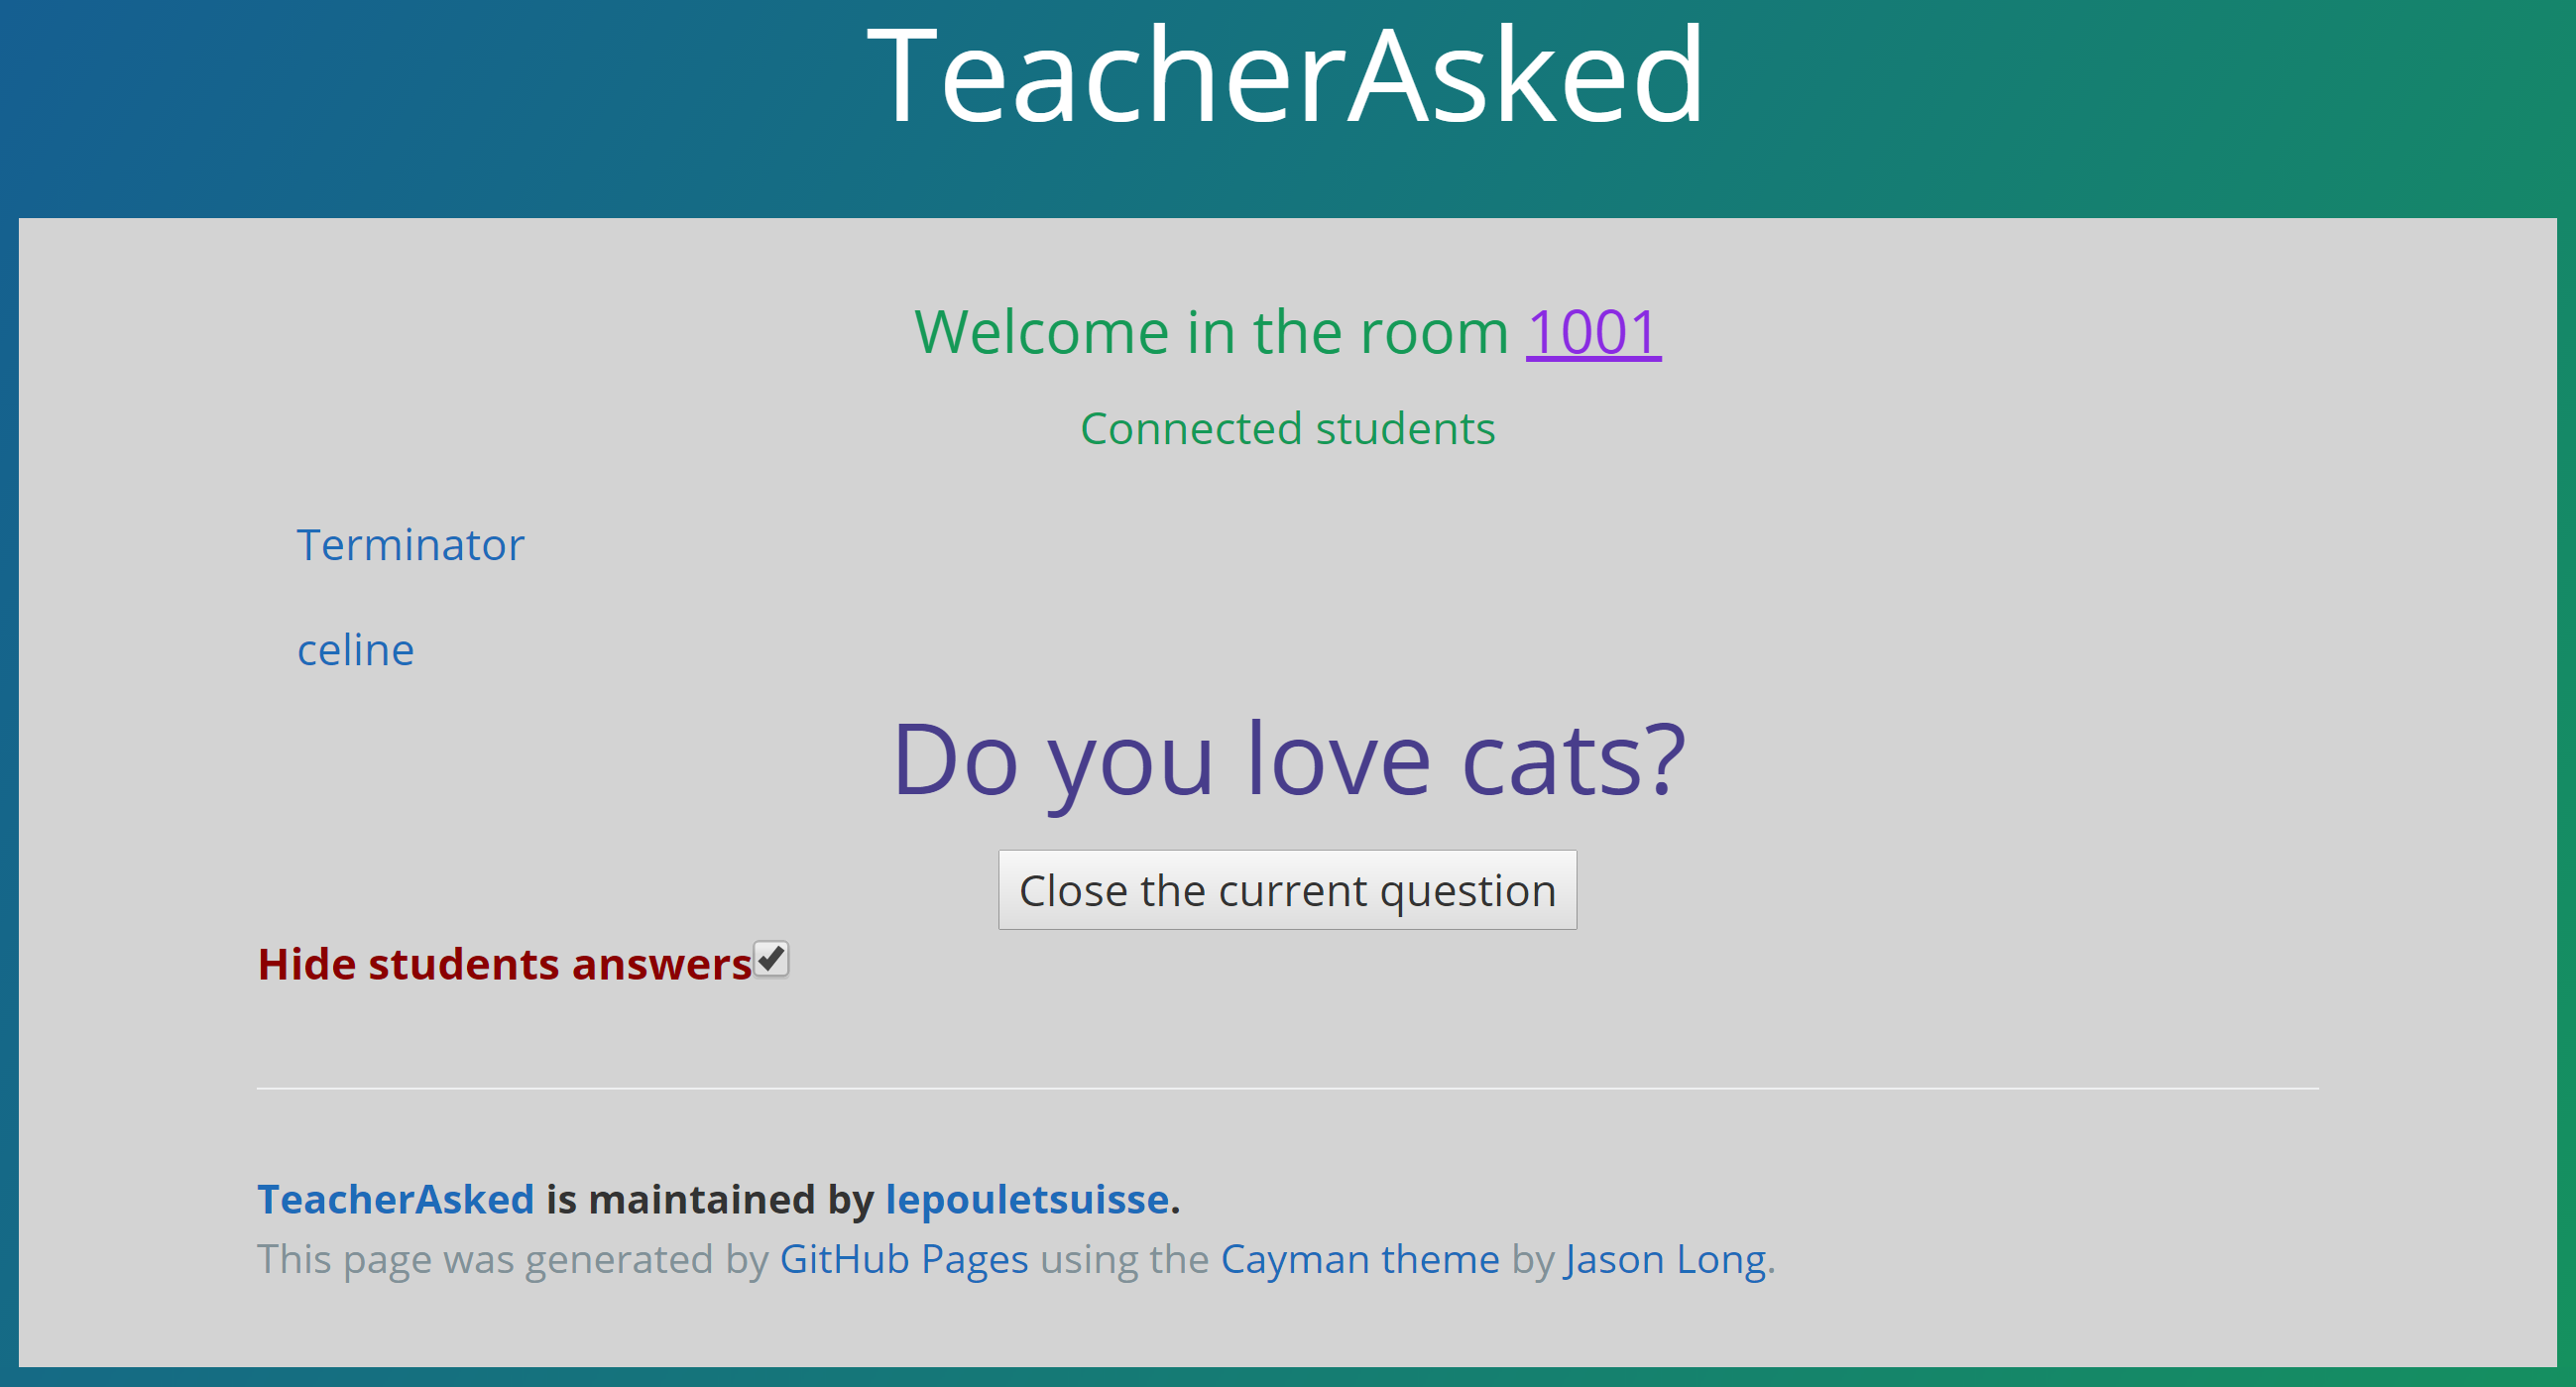 TeacherAsked
Welcome in the room 1001
Connected students
Terminator
celine
Do you love cats?
Close the current question
Hide students answers
TeacherAsked is maintained by lepouletsuisse.
This page was generated by GitHub Pages using the Cayman theme by Jason Long.